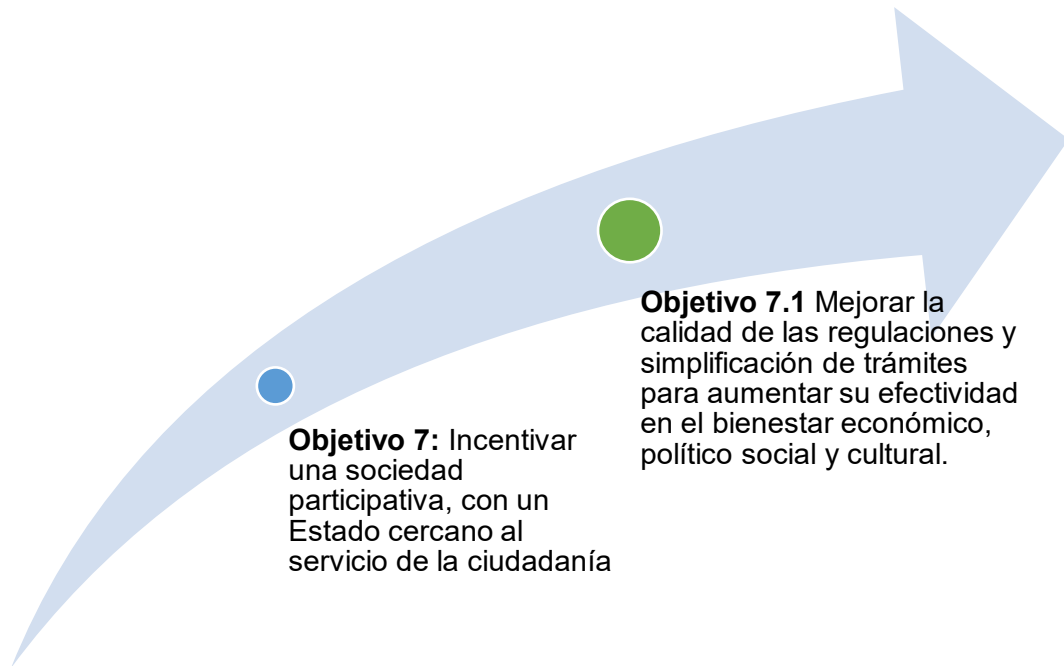 Objetivo 7: Incentivar
una sociedad
participativa, con un
Estado cercano al
servicio de la ciudadanía
Objetivo 7.1 Mejorar la
calidad de las regulaciones y
simplificación de trámites
para aumentar su efectividad
en el bienestar económico,
político social y cultural.